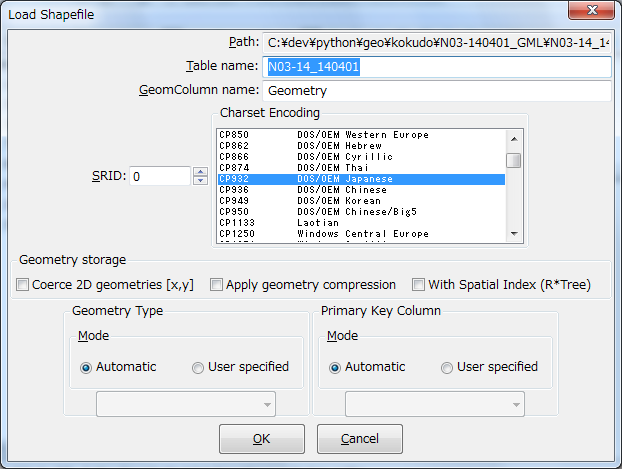 Load Shapefile
Path: C:¥dev¥python¥geo¥kokudo¥N03-140401_GML¥N03-14_14
Table name: N03-14_140401
GeomColumn name: Geometry
Charset Encoding
CP850 DOS/OEM Western Europe
CP862 DOS/OEM Hebrew
CP866 DOS/OEM Cyrillic
CP874 DOS/OEM Thai
CP932 DOS/OEM Japanese
CP936 DOS/OEM Chinese
CP949 DOS/OEM Korean
CP950 DOS/OEM Chinese/Big5
CP1133 Laotian
CP1250 Windows Central Europe
SRID: 0
Geometry storage
Coerce 2D geometries [x,y] Apply geometry compression With Spatial Index (R*Tree)
Geometry Type
Mode
Automatic User specified
Primary Key Column
Mode
Automatic User specified
OK Cancel